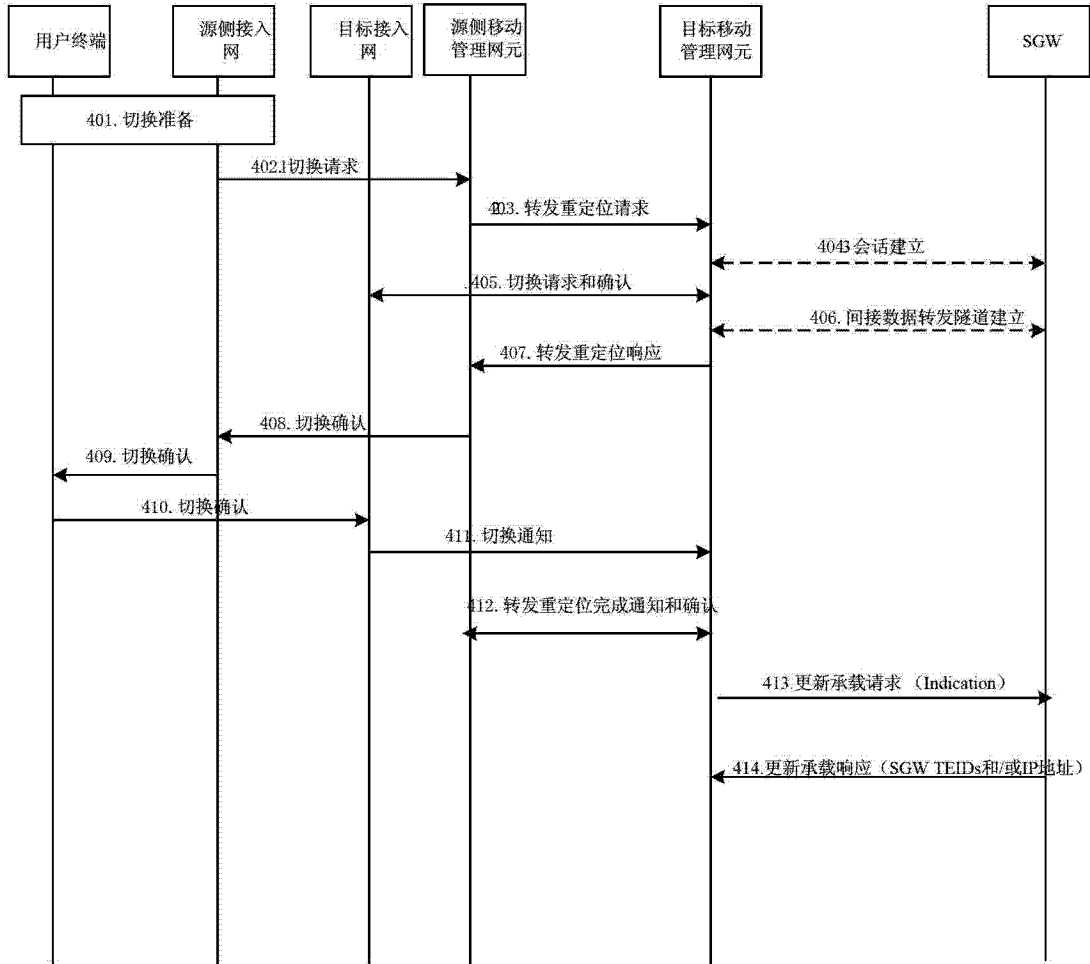 用户终端
源侧接入
网
目标接入
网
源侧移动
管理网元
目标移动
管理网元
SGW
401. 切换准备
402.1切换请求
403. 转发重定位请求
4043 会话建立
405. 切换请求和确认
406. 间接数据转发隧道建立
407. 转发重定位响应
408. 切换确认
409. 切换确认
410. 切换确认
411. 切换通知
412. 转发重定位完成通知和确认
413.更新承载请求 （Indication）
414.更新承载响应（SGW TEIDs和/或IP地址）